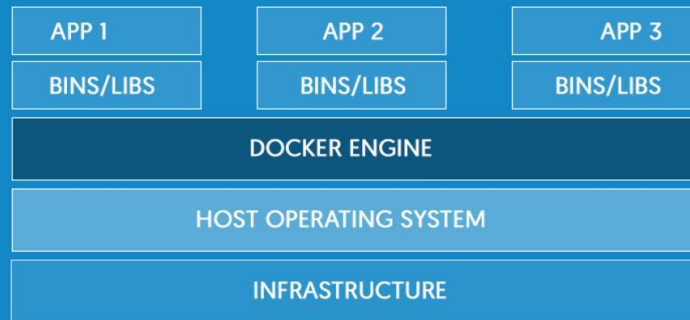 APP 1 APP 2 APP 3
BINS/LIBS BINS/LIBS BINS/LIBS
DOCKER ENGINE
HOST OPERATING SYSTEM
INFRASTRUCTURE